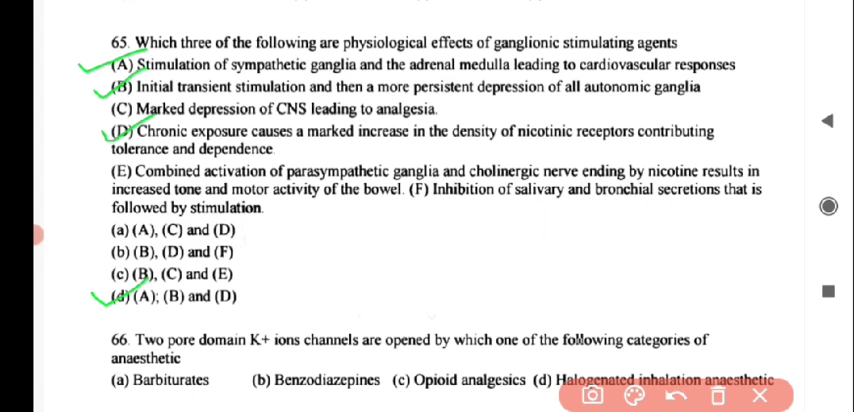 65. Which three of the following are physiological effects of ganglionic stimulating agents
(A) Stimulation of sympathetic ganglia and the adrenal medulla leading to cardiovascular responses
(B) Initial transient stimulation and then a more persistent depression of all autonomic ganglia
(C) Marked depression of CNS leading to analgesia.
(D) Chronic exposure causes a marked increase in the density of nicotinic receptors contributing
tolerance and dependence.
(E) Combined activation of parasympathetic ganglia and cholinergic nerve ending by nicotine results in
increased tone and motor activity of the bowel. (F) Inhibition of salivary and bronchial secretions that is
followed by stimulation.
(a) (A), (C) and (D)
(b) (B), (D) and (F)
(c) (B), (C) and (E)
(d) (A); (B) and (D)
66. Two pore domain K+ ions channels are opened by which one of the following categories of
anaesthetic
(a) Barbiturates (b) Benzodiazepines (c) Opioid analgesics (d) Halogenated inhalation anaesthetic